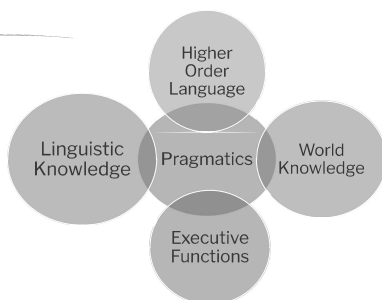 Higher
Order
Language
Linguistic
Knowledge
Pragmatics
World
Knowledge
Executive
Functions